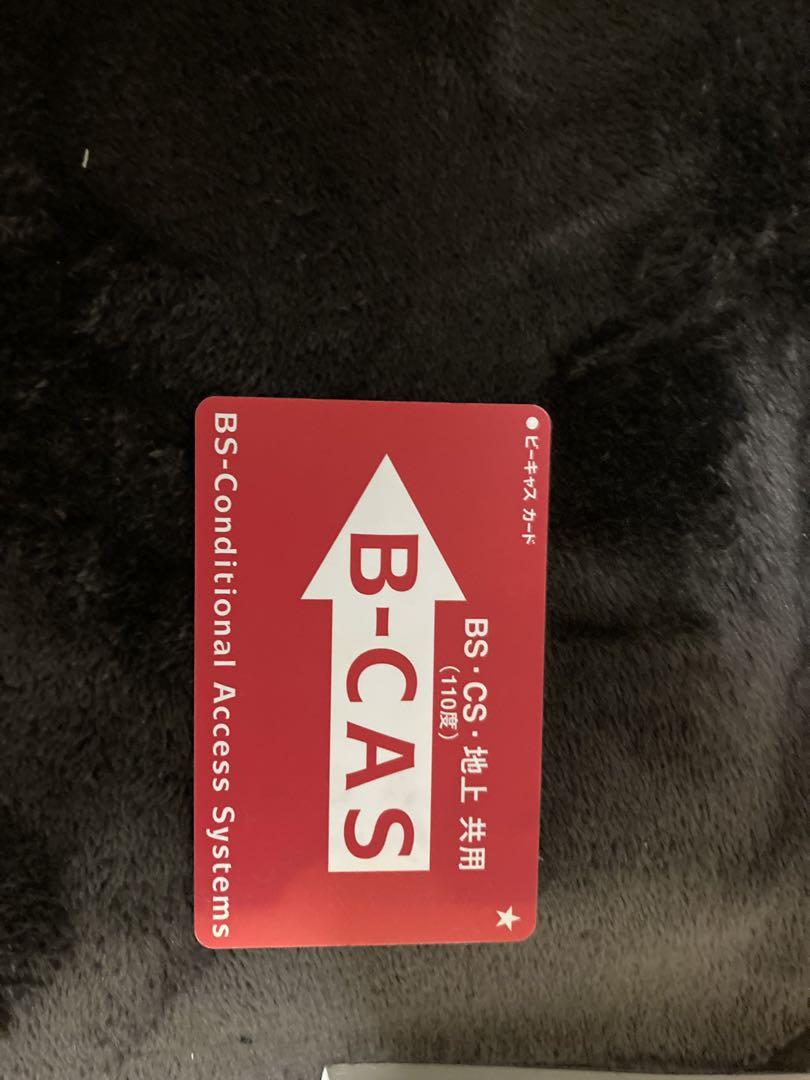 ●ビーキャス カード
BS・CS・地上 共用
(110度)
B-CAS
BS-Conditional Access Systems